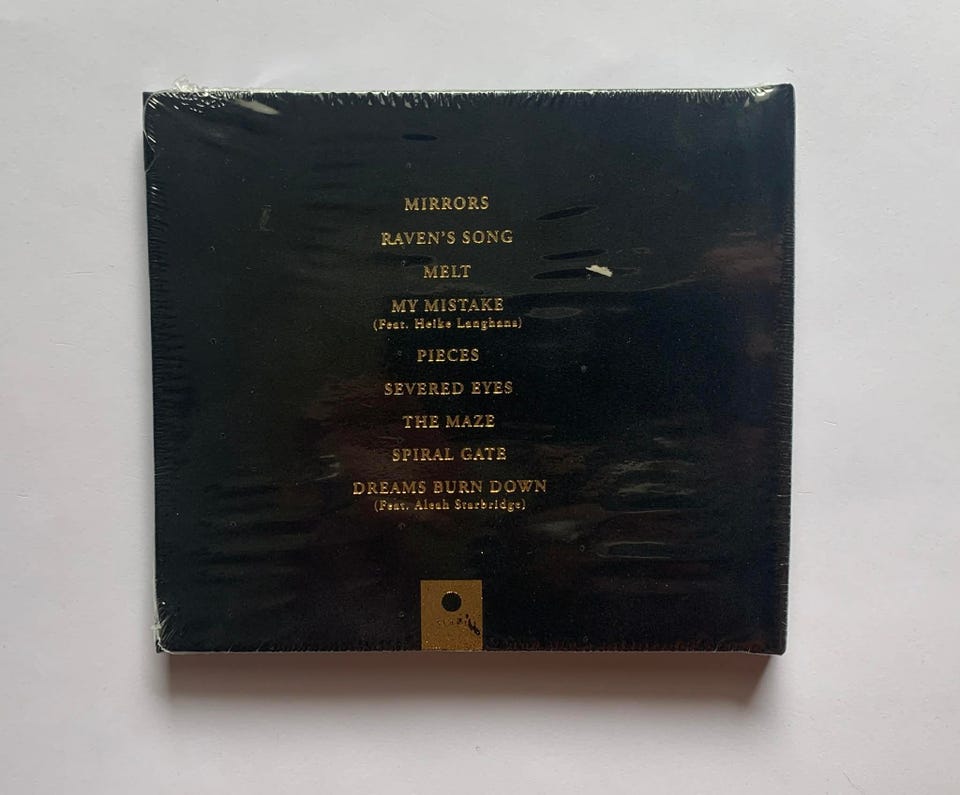 MIRRORS
RAVEN'S SONG
MELT
MY MISTAKE
(Feat. Heike Langhans)
PIECES
SEVERED EYES
THE MAZE
SPIRAL GATE
DREAMS BURN DOWN
(Feat. Aleah Starbridge)